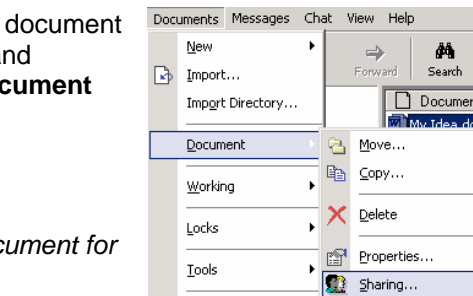 document
and
cument
cument for
Documents Messages Chat View Help
New
Import...
Import Directory...
Document
Working
Locks
Tools
Forward Search
Documen
My Idea.do
Move...
Copy...
Delete
Properties...
Sharing...